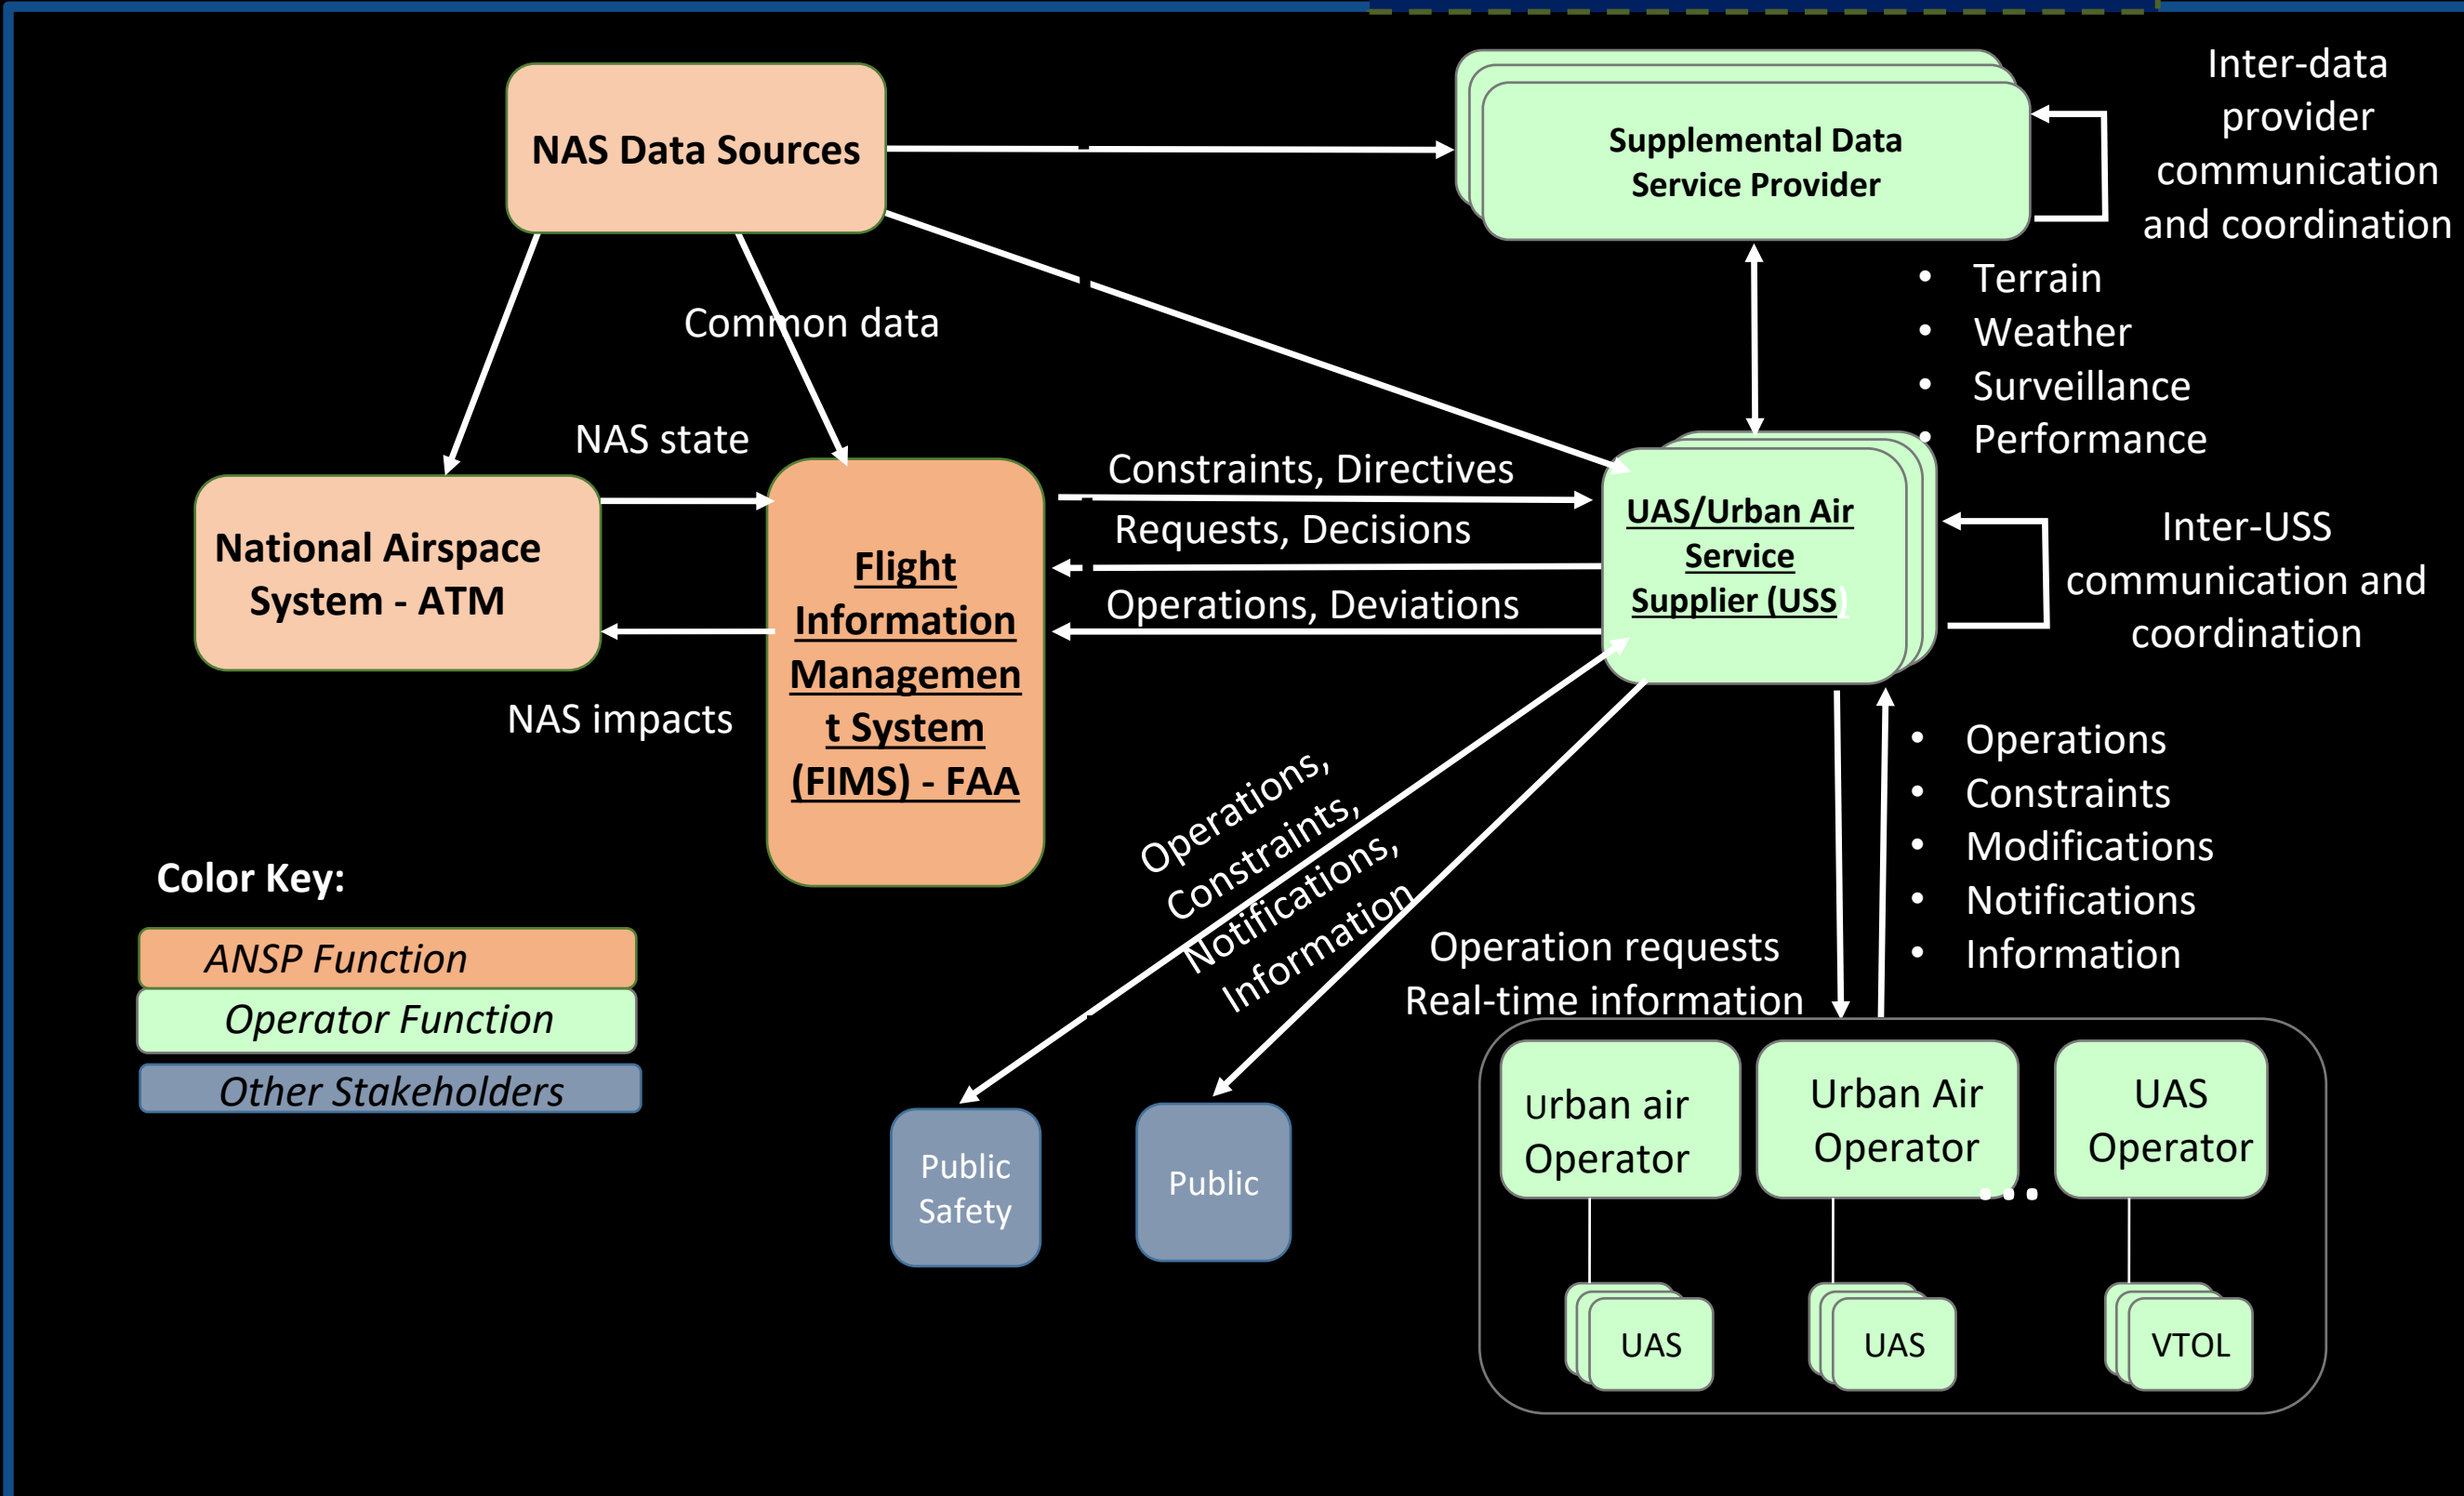 NAS Data Sources
Supplemental Data
Service Provider
Inter-data
provider
communication
and coordination
• Terrain
• Weather
• Surveillance
• Performance
Common data
NAS state
National Airspace
System - ATM
NAS impacts
Flight
Information
Managemen
t System
(FIMS) - FAA
Constraints, Directives
Requests, Decisions
Operations, Deviations
UAS/Urban Air
Service
Supplier (USS)
Inter-USS
communication and
coordination
• Operations
• Constraints
• Modifications
• Notifications
• Information
Operations,
Constraints,
Notifications,
Information
Operation requests
Real-time information
Color Key:
ANSP Function
Operator Function
Other Stakeholders
Public
Safety
Public
Urban air
Operator
Urban Air
Operator
...
UAS
Operator
UAS
UAS
VTOL